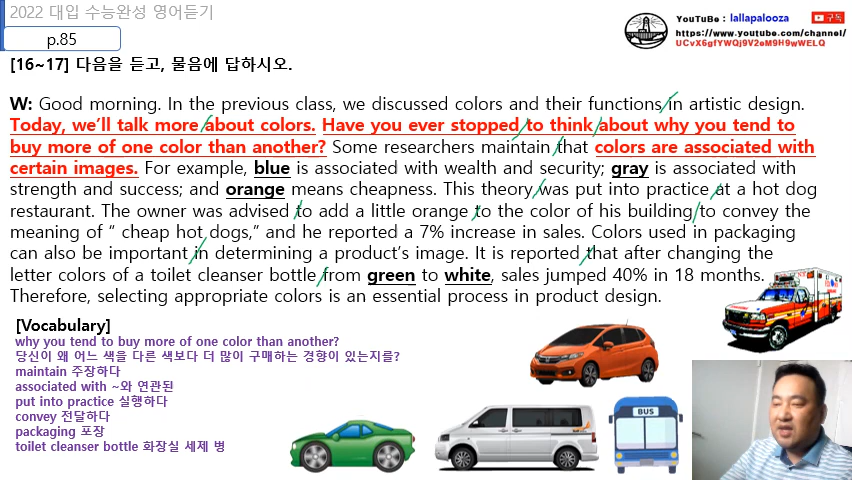 2022 대입 수능완성 영어듣기
p.85
YouTuBe : lallapalooza
구독
https://www.youtube.com/channel/
UCvX6gfYWQj9V2eM9H9wWELQ
[16~17] 다음을 듣고, 물음에 답하시오.
W: Good morning. In the previous class, we discussed colors and their functions in artistic design.
Today, we'll talk more about colors. Have you ever stopped to think about why you tend to
buy more of one color than another? Some researchers maintain that colors are associated with
certain images. For example, blue is associated with wealth and security; gray is associated with
strength and success; and orange means cheapness. This theory was put into practice at a hot dog
restaurant. The owner was advised to add a little orange to the color of his building to convey the
meaning of “ cheap hot dogs,” and he reported a 7% increase in sales. Colors used in packaging
can also be important in determining a product's image. It is reported that after changing the
letter colors of a toilet cleanser bottle from green to white, sales jumped 40% in 18 months.
Therefore, selecting appropriate colors is an essential process in product design.
[Vocabulary]
why you tend to buy more of one color than another?
당신이 왜 어느 색을 다른 색보다 더 많이 구매하는 경향이 있는지를?
maintain 주장하다
associated with ~와 연관된
put into practice 실행하다
convey 전달하다
packaging 포장
toilet cleanser bottle 화장실 세제 병
BUS